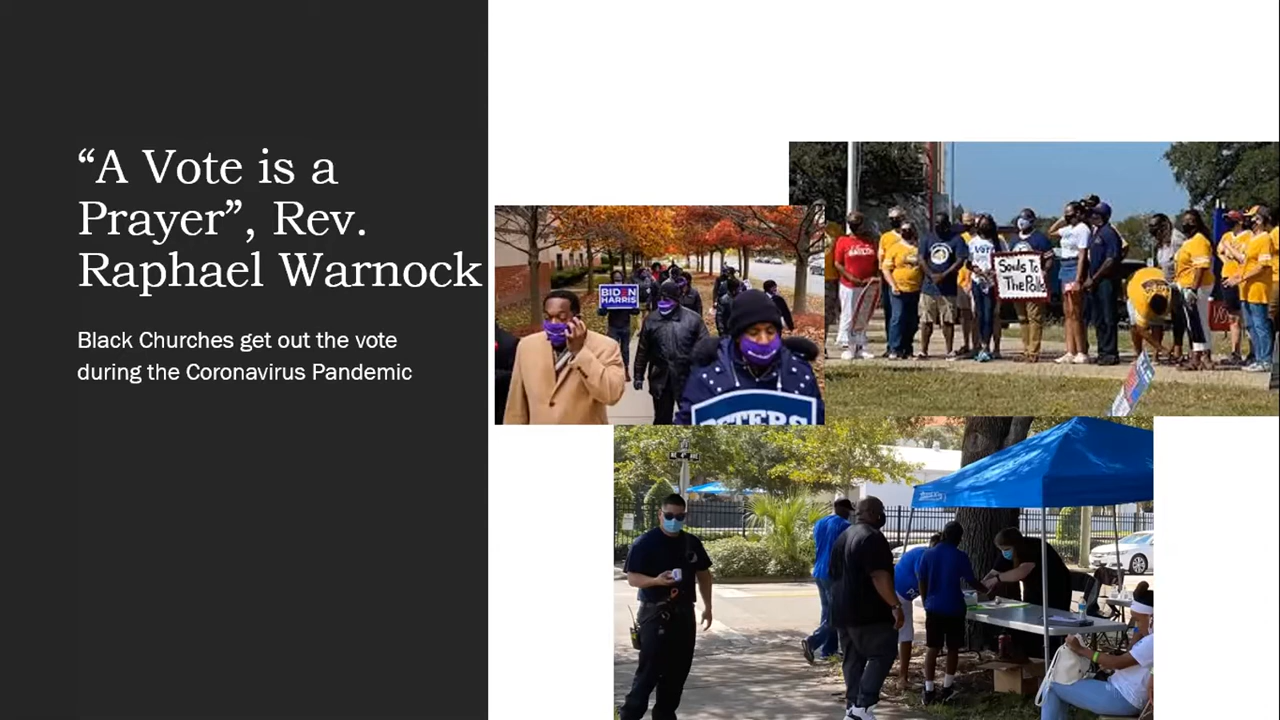 “A Vote is a
Prayer”, Rev.
Raphael Warnock
Black Churches get out the vote
during the Coronavirus Pandemic
BIDEN
HARRIS
VOTE
Souls To
The Polls